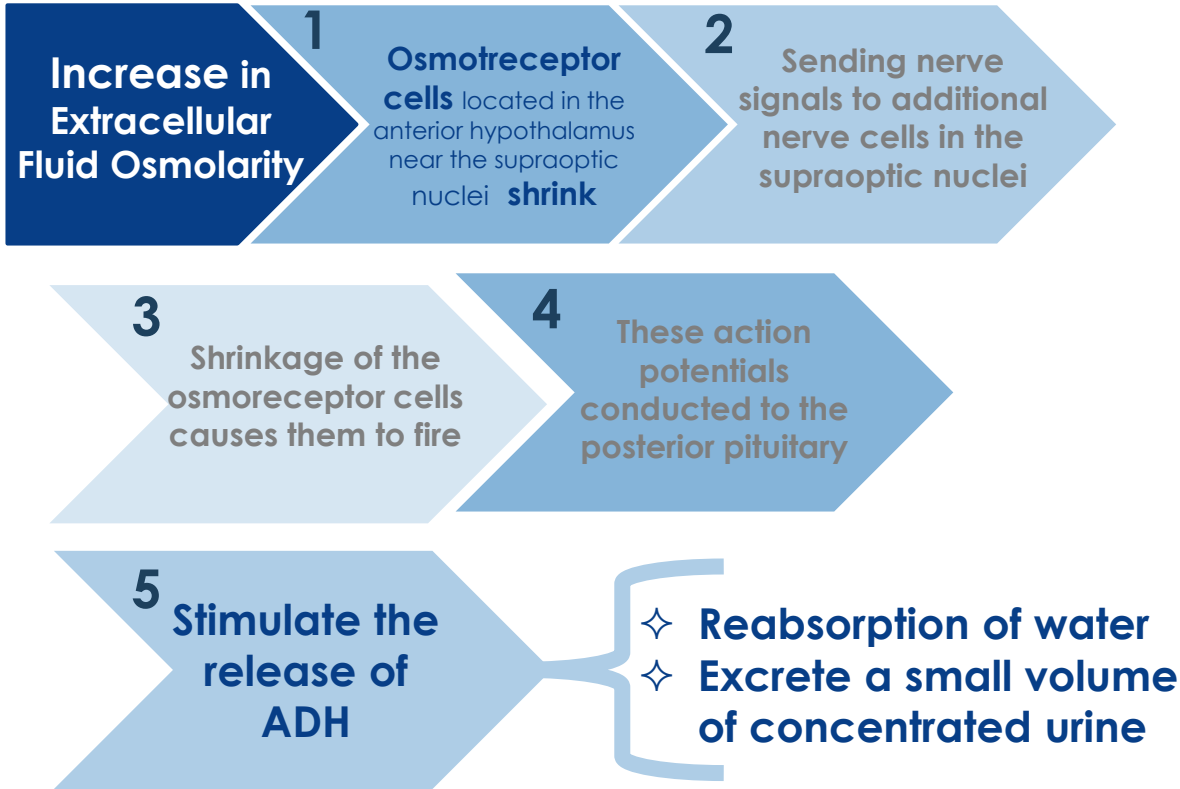 Increase in
Extracellular
Fluid Osmolarity
1
Osmotreceptor
cells located in the
anterior hypothalamus
near the supraoptic
nuclei shrink
2
Sending nerve
signals to additional
nerve cells in the
supraoptic nuclei
3
Shrinkage of the
osmoreceptor cells
causes them to fire
4
These action
potentials
conducted to the
posterior pituitary
5
Stimulate the
release of
ADH
✧ Reabsorption of water
✧ Excrete a small volume
of concentrated urine